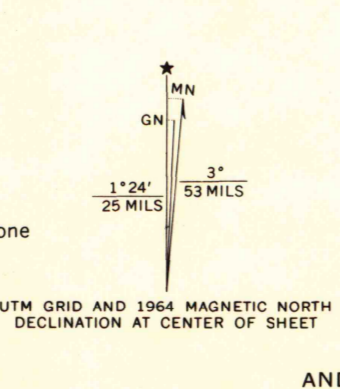 ★
MN
GN
1°24′
25 MILS
3°
53 MILS
one
UTM GRID AND 1964 MAGNETIC NORTH
DECLINATION AT CENTER OF SHEET
AN